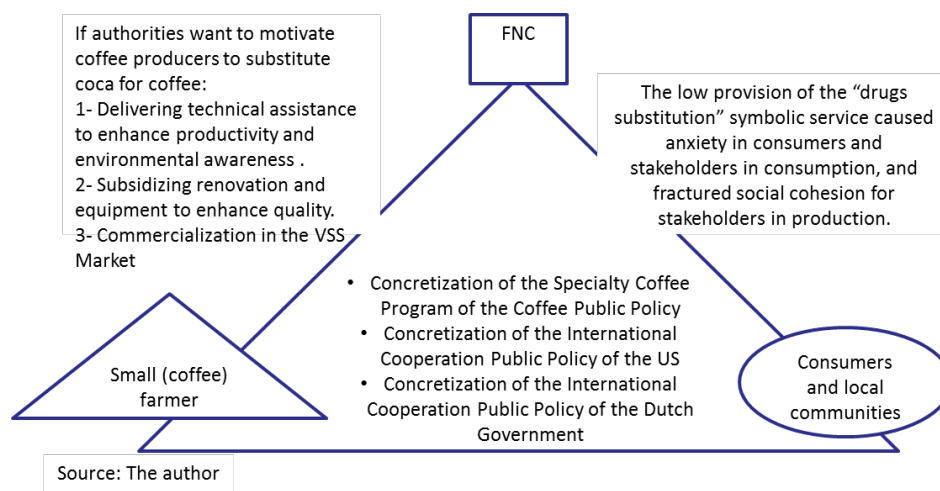 If authorities want to motivate
coffee producers to substitute
coca for coffee:
1- Delivering technical assistance
to enhance productivity and
environmental awareness .
2- Subsidizing renovation and
equipment to enhance quality.
3- Commercialization in the VSS
Market
FNC
The low provision of the “drugs
substitution” symbolic service caused
anxiety in consumers and
stakeholders in consumption, and
fractured social cohesion for
stakeholders in production.
• Concretization of the Specialty Coffee
Program of the Coffee Public Policy
• Concretization of the International
Cooperation Public Policy of the US
• Concretization of the International
Cooperation Public Policy of the Dutch
Government
Small (coffee)
farmer
Consumers
and local
communities
Source: The author